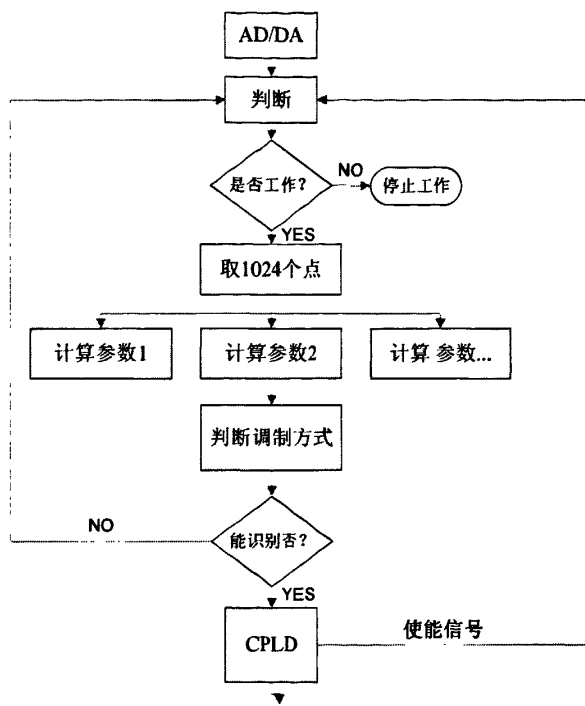 AD/DA
判断
是否工作?
NO
停止工作
YES
取1024个点
计算参数1
计算参数2
计算 参数...
判断调制方式
NO
能识别否?
YES
CPLD
使能信号